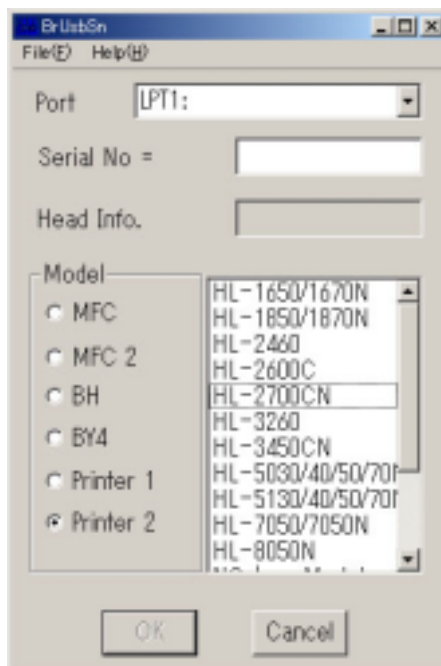 BrUsbSn
File(F) Help(H)
Port LPT1:
Serial No =
Head Info.
Model
MFC
MFC 2
BH
BY4
Printer 1
Printer 2
HL-1650/1670N
HL-1850/1870N
HL-2460
HL-2600C
HL-2700CN
HL-3260
HL-3450CN
HL-5030/40/50/70N
HL-5130/40/50/70N
HL-7050/7050N
HL-8050N
OK Cancel